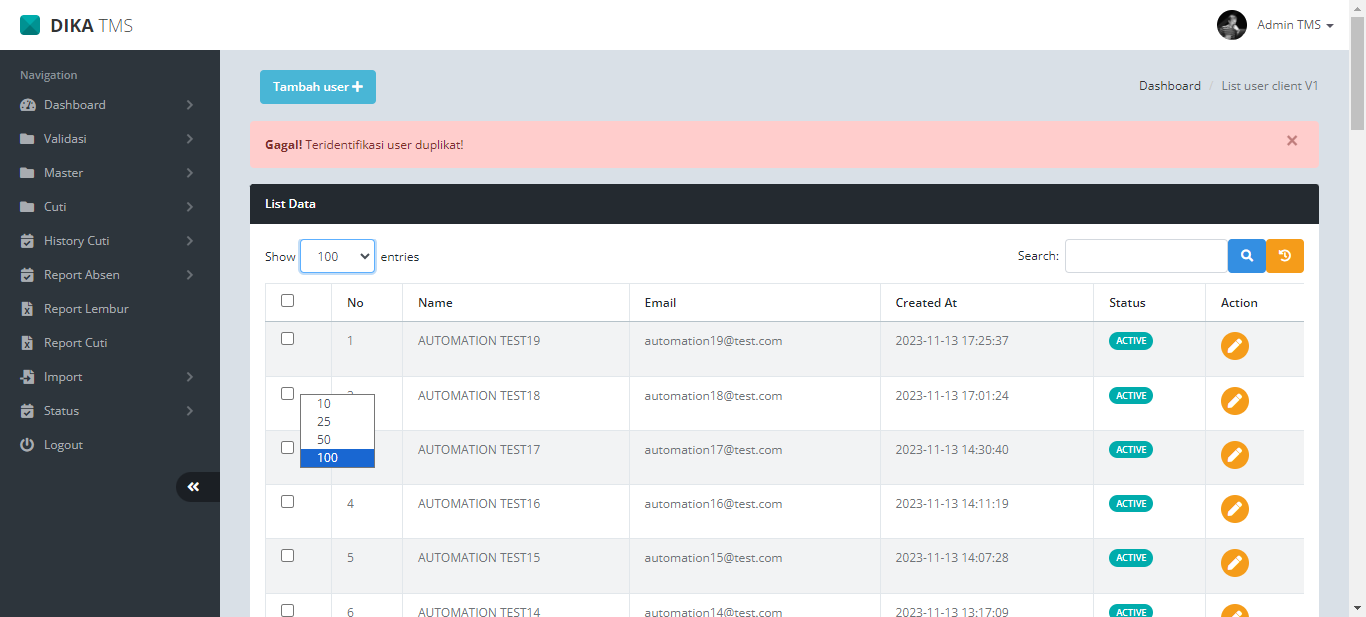 DIKA TMS
Admin TMS
Navigation
Dashboard
Validasi
Master
Cuti
History Cuti
Report Absen
Report Lembur
Report Cuti
Import
Status
Logout
Tambah user
Dashboard / List user client V1
Gagal! Teridentifikasi user duplikat!
List Data
Show 100 entries
Search:
No Name Email Created At Status Action
1 AUTOMATION TEST19 automation19@test.com 2023-11-13 17:25:37 ACTIVE
AUTOMATION TEST18 automation18@test.com 2023-11-13 17:01:24 ACTIVE
10
25
50
100
AUTOMATION TEST17 automation17@test.com 2023-11-13 14:30:40 ACTIVE
4 AUTOMATION TEST16 automation16@test.com 2023-11-13 14:11:19 ACTIVE
5 AUTOMATION TEST15 automation15@test.com 2023-11-13 14:07:28 ACTIVE
6 AUTOMATION TEST14 automation14@test.com 2023-11-13 13:17:09 ACTIVE